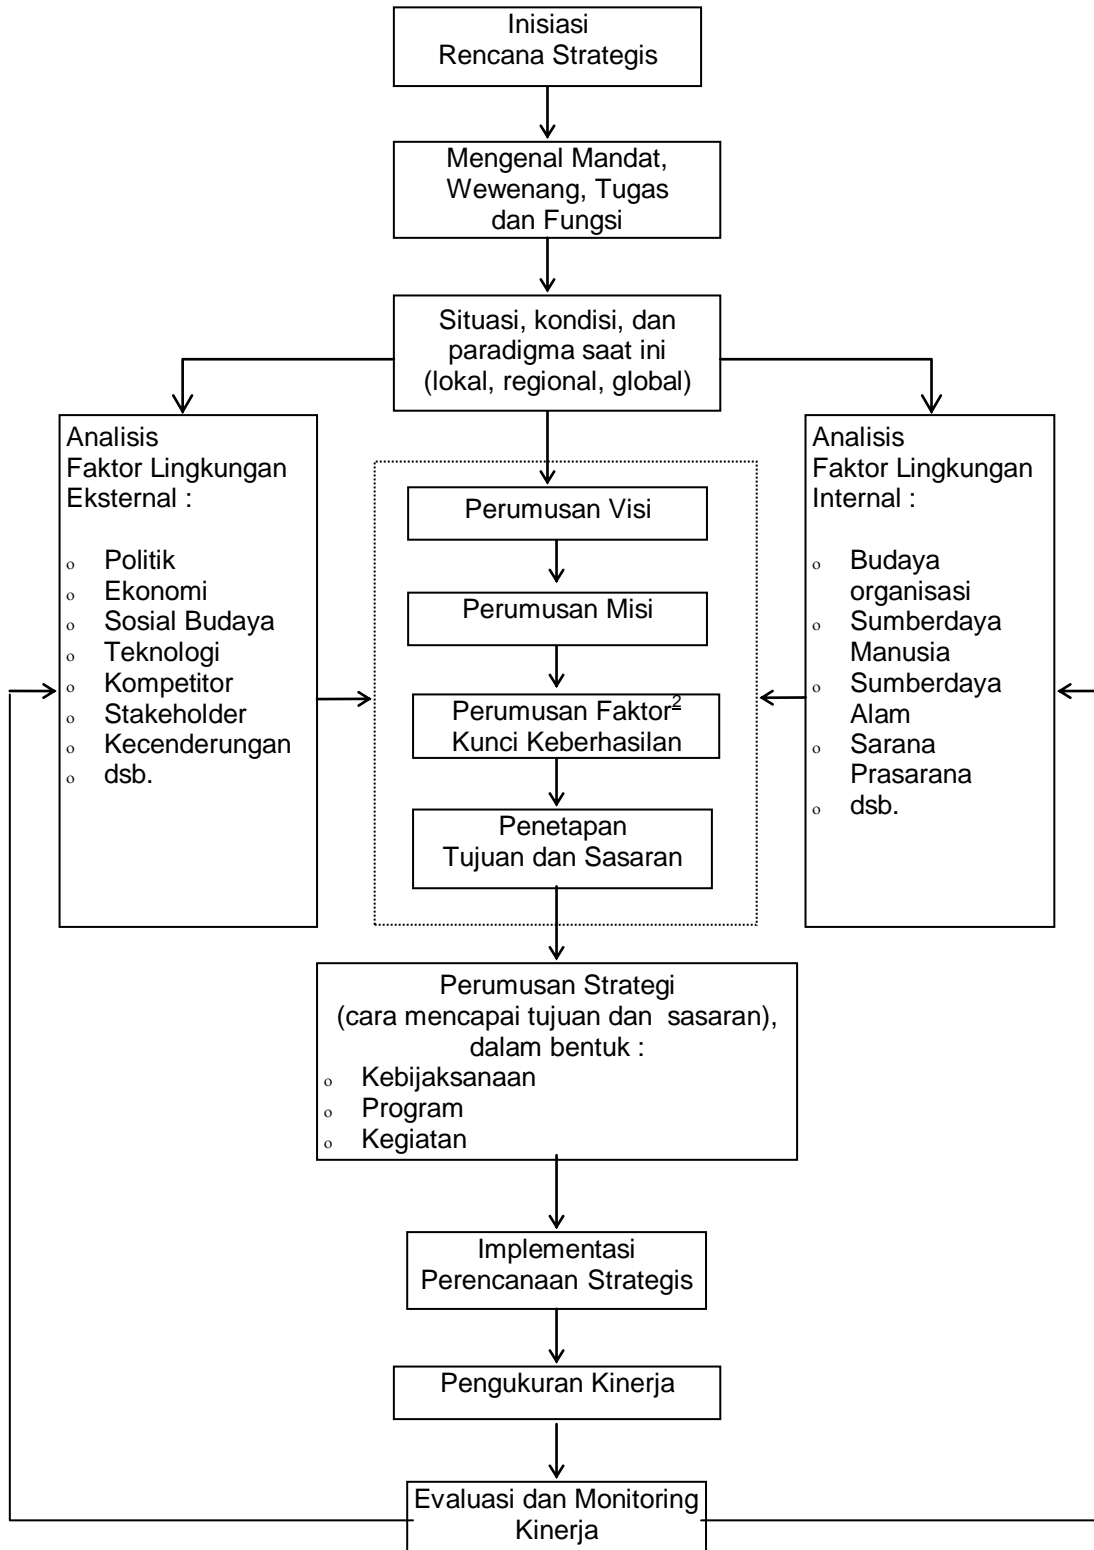 Inisiasi
Rencana Strategis
Mengenal Mandat,
Wewenang, Tugas
dan Fungsi
Situasi, kondisi, dan
paradigma saat ini
(lokal, regional, global)
Analisis
Faktor Lingkungan
Eksternal :
o Politik
o Ekonomi
o Sosial Budaya
o Teknologi
o Kompetitor
o Stakeholder
o Kecenderungan
o dsb.
Perumusan Visi
Perumusan Misi
Perumusan Faktor²
Kunci Keberhasilan
Penetapan
Tujuan dan Sasaran
Analisis
Faktor Lingkungan
Internal :
o Budaya
organisasi
o Sumberdaya
Manusia
o Sumberdaya
Alam
o Sarana
Prasarana
o dsb.
Perumusan Strategi
(cara mencapai tujuan dan sasaran),
dalam bentuk :
o Kebijaksanaan
o Program
o Kegiatan
Implementasi
Perencanaan Strategis
Pengukuran Kinerja
Evaluasi dan Monitoring
Kinerja